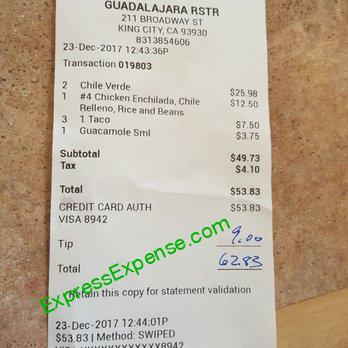 GUADALAJARA RSTR
211 BROADWAY ST
KING CITY, CA 93930
8313854606
23-Dec-2017 12:43:36P
Transaction 019803
2 Chile Verde $25.98
1 #4 Chicken Enchilada, Chile $12.50
Relleno, Rice and Beans
3 1 Taco $7.50
1 Guacamole Sml $3.75
Subtotal $49.73
Tax $4.10
Total $53.83
CREDIT CARD AUTH $53.83
VISA 8942
Tip 9.00
Total 62.83
ExpressExpense.com
Retain this copy for statement validation
23-Dec-2017 12:44:01P
$53.83 | Method: SWIPED